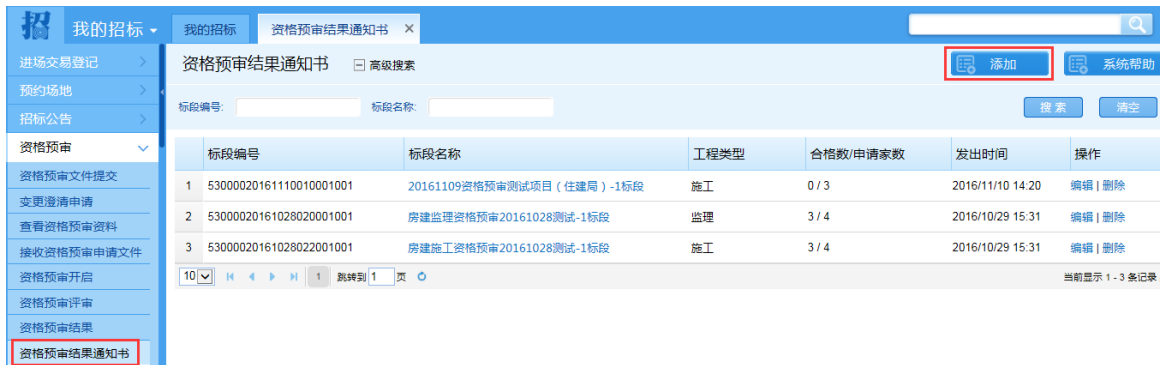 招 我的招标
我的招标 资格预审结果通知书 ×
进场交易登记
预约场地
招标公告
资格预审
资格预审文件提交
变更澄清申请
查看资格预审资料
接收资格预审申请文件
资格预审开启
资格预审评审
资格预审结果
资格预审结果通知书
资格预审结果通知书 高级搜索 添加 系统帮助
标段编号: 标段名称: 搜索 清空
标段编号 标段名称 工程类型 合格数/申请家数 发出时间 操作
1 53000020161110010001001 20161109资格预审测试项目（住建局）-1标段 施工 0 / 3 2016/11/10 14:20 编辑 | 删除
2 53000020161028020001001 房建监理资格预审20161028测试-1标段 监理 3 / 4 2016/10/29 15:31 编辑 | 删除
3 53000020161028022001001 房建施工资格预审20161028测试-1标段 施工 3 / 4 2016/10/29 15:31 编辑 | 删除
10 1 跳转到 1 页 当前显示 1 - 3 条记录